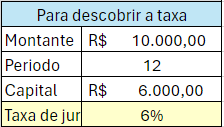 Para descobrir a taxa
Montante R$ 10.000,00
Periodo 12
Capital R$ 6.000,00
Taxa de jur 6%